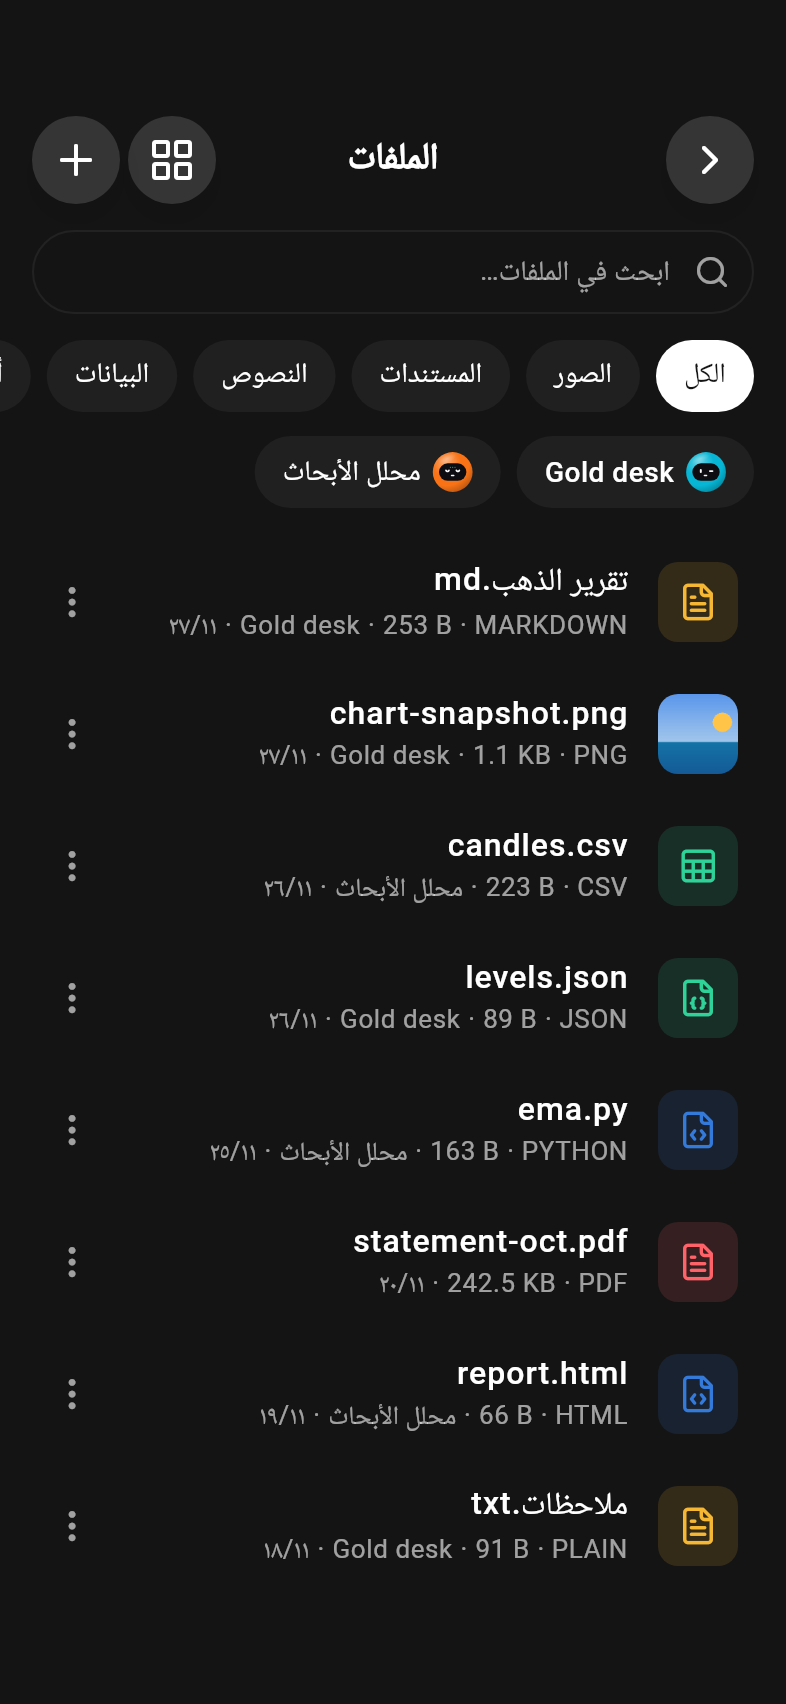 الملفات
ابحث في الملفات...
الكل
الصور
المستندات
النصوص
البيانات
Gold desk
محلل الأبحاث
تقرير الذهب.md
MARKDOWN · 253 B · Gold desk · ٢٧/١١
chart-snapshot.png
PNG · 1.1 KB · Gold desk · ٢٧/١١
candles.csv
CSV · 223 B · محلل الأبحاث · ٢٦/١١
levels.json
JSON · 89 B · Gold desk · ٢٦/١١
ema.py
PYTHON · 163 B · محلل الأبحاث · ٢٥/١١
statement-oct.pdf
PDF · 242.5 KB · ٢٠/١١
report.html
HTML · 66 B · محلل الأبحاث · ١٩/١١
ملاحظات.txt
PLAIN · 91 B · Gold desk · ١٨/١١